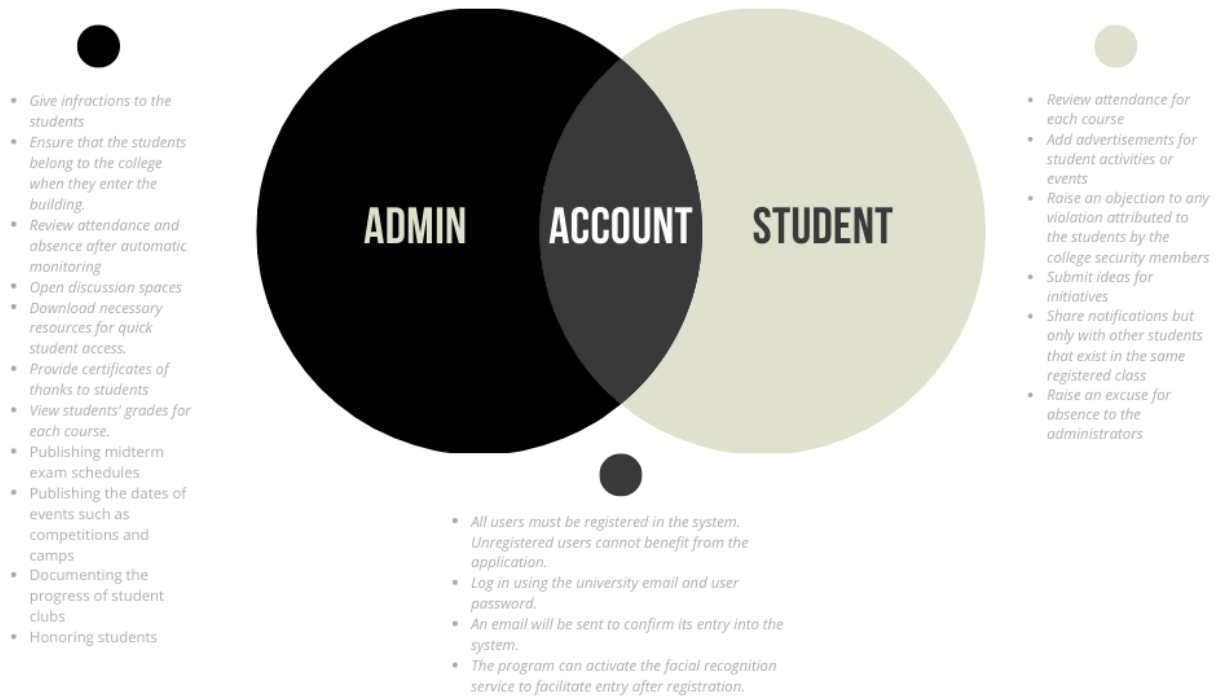 ADMIN
ACCOUNT
STUDENT
• Give infractions to the
students
• Ensure that the students
belong to the college
when they enter the
building.
• Review attendance and
absence after automatic
monitoring
• Open discussion spaces
• Download necessary
resources for quick
student access.
• Provide certificates of
thanks to students
• View students' grades for
each course.
• Publishing midterm
exam schedules
• Publishing the dates of
events such as
competitions and
camps
• Documenting the
progress of student
clubs
• Honoring students
• All users must be registered in the system.
Unregistered users cannot benefit from the
application.
• Log in using the university email and user
password.
• An email will be sent to confirm its entry into the
system.
• The program can activate the facial recognition
service to facilitate entry after registration.
• Review attendance for
each course
• Add advertisements for
student activities or
events
• Raise an objection to any
violation attributed to
the students by the
college security members
• Submit ideas for
initiatives
• Share notifications but
only with other students
that exist in the same
registered class
• Raise an excuse for
absence to the
administrators